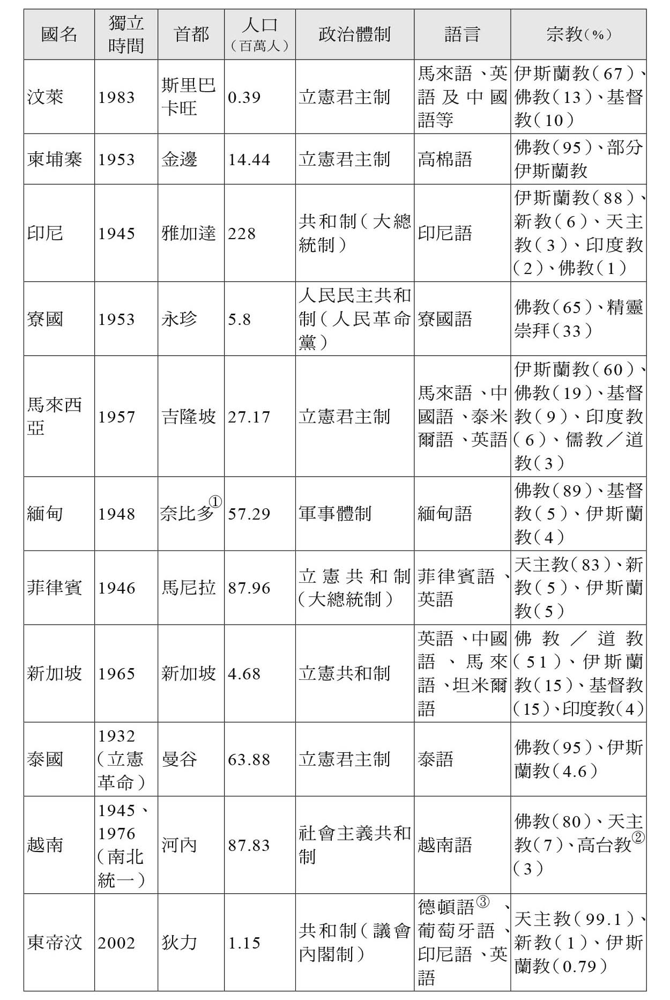 國名 獨立時間 首都 人口（百萬人） 政治體制 語言 宗教（%）
汶萊 1983 斯里巴卡旺 0.39 立憲君主制 馬來語、英語及中國語等 伊斯蘭教（67）、佛教（13）、基督教（10）
柬埔寨 1953 金邊 14.44 立憲君主制 高棉語 佛教（95）、部分伊斯蘭教
印尼 1945 雅加達 228 共和制（大總統制） 印尼語 伊斯蘭教（88）、新教（6）、天主教（3）、印度教（2）、佛教（1）
寮國 1953 永珍 5.8 人民民主共和制（人民革命黨） 寮國語 佛教（65）、精靈崇拜（33）
馬來西亞 1957 吉隆坡 27.17 立憲君主制 馬來語、中國語、泰米爾語、英語 伊斯蘭教（60）、佛教（19）、基督教（9）、印度教（6）、儒教／道教（3）
緬甸 1948 奈比多① 57.29 軍事體制 緬甸語 佛教（89）、基督教（5）、伊斯蘭教（4）
菲律賓 1946 馬尼拉 87.96 立憲共和制（大總統制） 菲律賓語、英語 天主教（83）、新教（5）、伊斯蘭教（5）
新加坡 1965 新加坡 4.68 立憲共和制 英語、中國語、馬來語、坦米爾語 佛教／道教（51）、伊斯蘭教（15）、基督教（15）、印度教（4）
泰國 1932（立憲革命） 曼谷 63.88 立憲君主制 泰語 佛教（95）、伊斯蘭教（4.6）
越南 1945、1976（南北統一） 河內 87.83 社會主義共和制 越南語 佛教（80）、天主教（7）、高台教②（3）
東帝汶 2002 狄力 1.15 共和制（議會內閣制） 德頓語③、葡萄牙語、印尼語、英語 天主教（99.1）、新教（1）、伊斯蘭教（0.79）